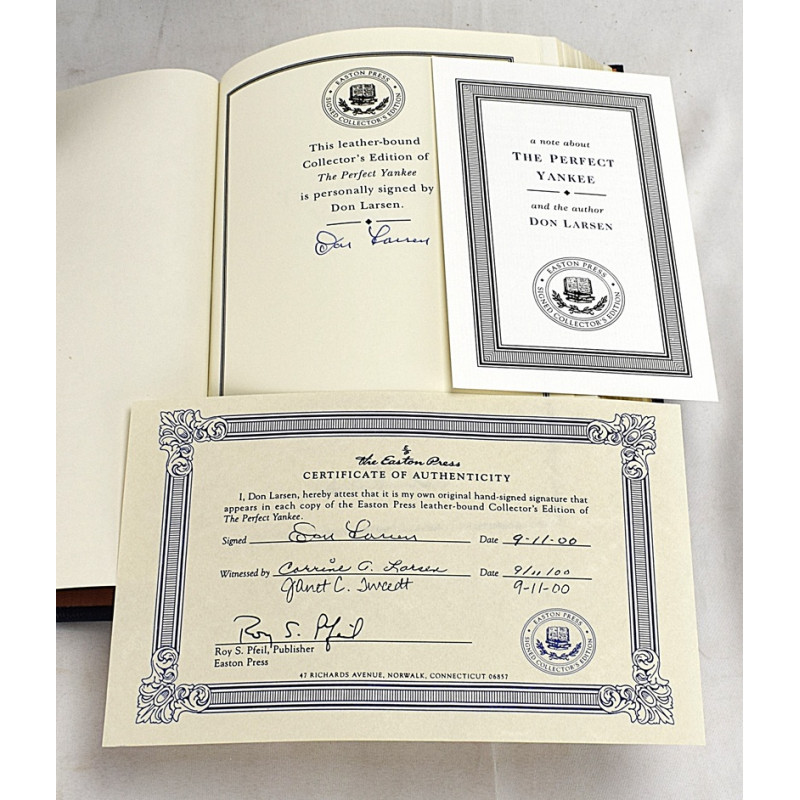 EASTON PRESS
SIGNED COLLECTOR'S EDITION
This leather-bound
Collector's Edition of
The Perfect Yankee
is personally signed by
Don Larsen.
Don Larsen
a note about
THE PERFECT
YANKEE
and the author
DON LARSEN
EASTON PRESS
SIGNED COLLECTOR'S EDITION
The Easton Press
CERTIFICATE OF AUTHENTICITY
I, Don Larsen, hereby attest that it is my own original hand-signed signature that
appears in each copy of the Easton Press leather-bound Collector's Edition of
The Perfect Yankee.
Signed Don Larsen Date 9-11-00
Witnessed by Corrine A. Larsen Date 9/11/00
Janet C. 9-11-00
Roy S. Pfeil
Roy S. Pfeil, Publisher
Easton Press
EASTON PRESS
SIGNED COLLECTOR'S EDITION
47 RICHARDS AVENUE, NORWALK, CONNECTICUT 06857